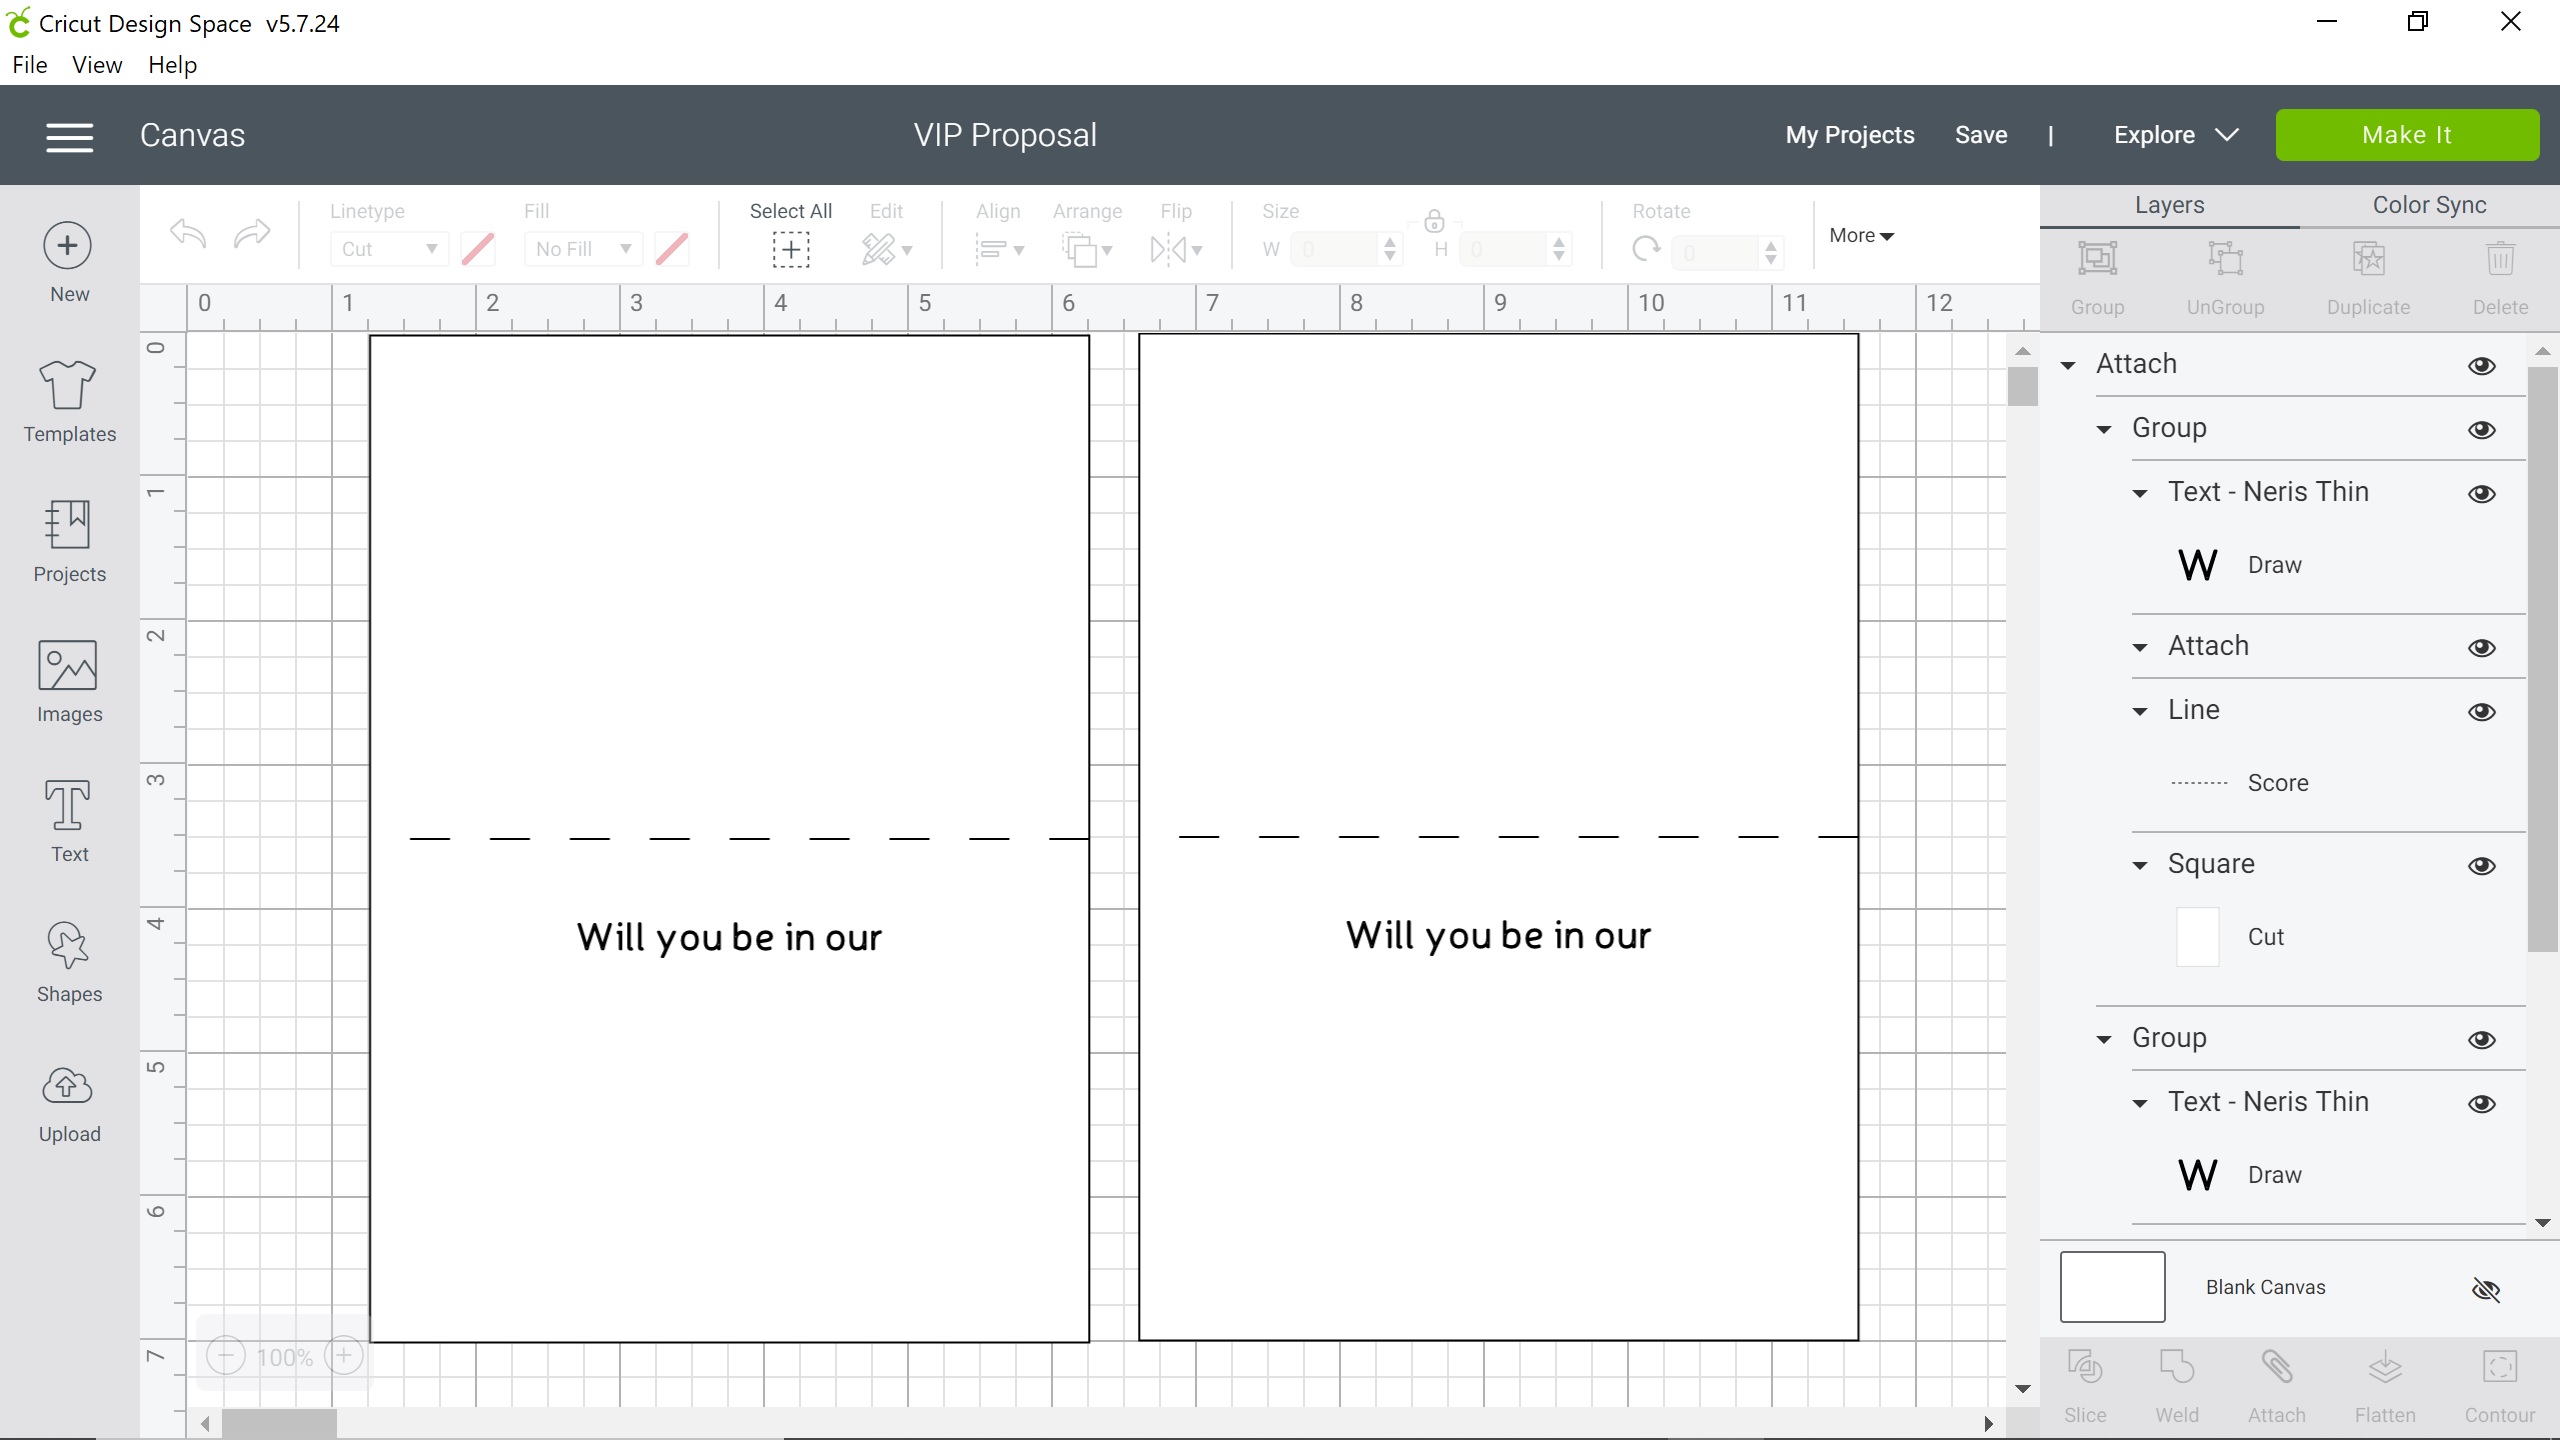 Cricut Design Space v5.7.24
File View Help
Canvas
VIP Proposal
My Projects Save | Explore
Make It
New
Templates
Projects
Images
Text
Shapes
Upload
Linetype
Cut
Fill
No Fill
Select All
Edit
Align
Arrange
Flip
Size
W 0
H 0
Rotate
0
More
0 1 2 3 4 5 6 7 8 9 10 11 12
0
1
2
3
4
5
6
7
Will you be in our
Will you be in our
100%
Layers
Color Sync
Group UnGroup Duplicate Delete
Attach
Group
Text - Neris Thin
W Draw
Attach
Line
Score
Square
Cut
Group
Text - Neris Thin
W Draw
Blank Canvas
Slice Weld Attach Flatten Contour